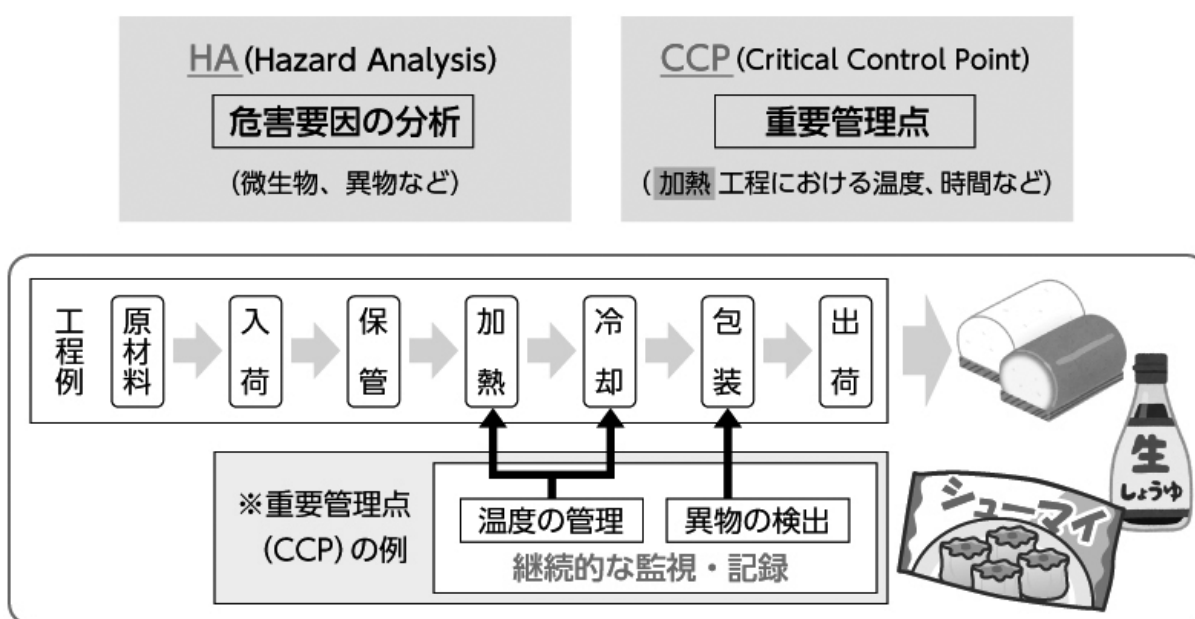 HA (Hazard Analysis)
危害要因の分析
(微生物、異物など)
CCP (Critical Control Point)
重要管理点
(加熱工程における温度、時間など)
工程例
原材料
入荷
保管
加熱
冷却
包装
出荷
※重要管理点
(CCP)の例
温度の管理
異物の検出
継続的な監視・記録
生
しょうゆ
シューマイ